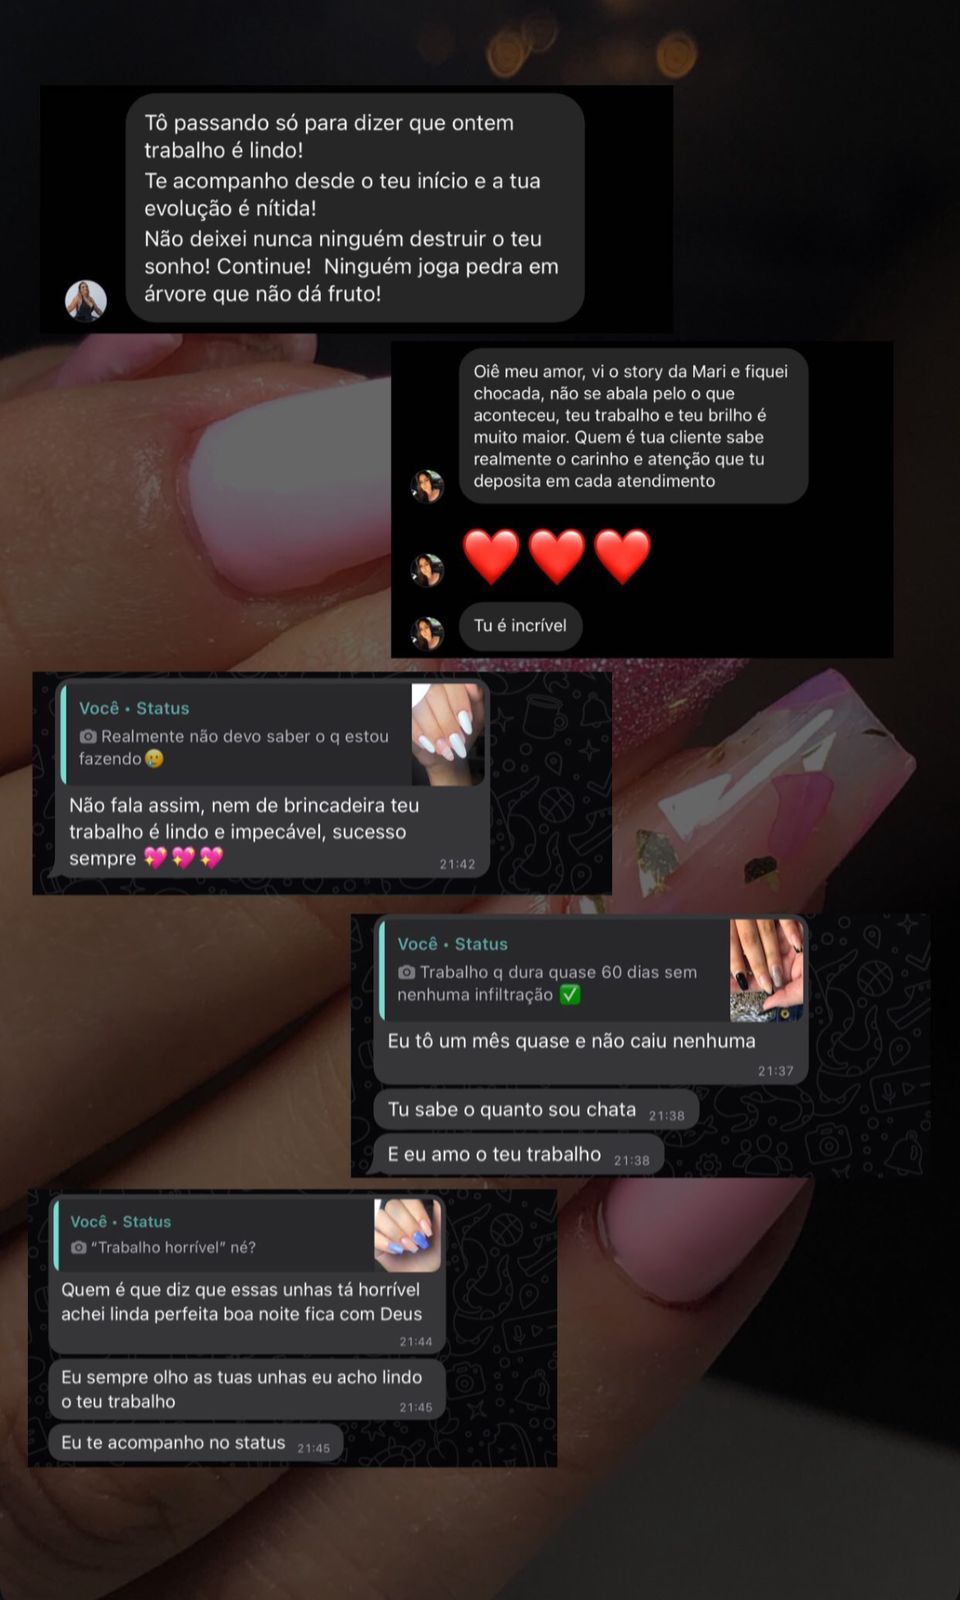 Tô passando só para dizer que ontem
trabalho é lindo!
Te acompanho desde o teu início e a tua
evolução é nítida!
Não deixei nunca ninguém destruir o teu
sonho! Continue!  Ninguém joga pedra em
árvore que não dá fruto!
Oiê meu amor, vi o story da Mari e fiquei
chocada, não se abala pelo o que
aconteceu, teu trabalho e teu brilho é
muito maior. Quem é tua cliente sabe
realmente o carinho e atenção que tu
deposita em cada atendimento
❤️❤️❤️
Tu é incrível
Você • Status
Realmente não devo saber o q estou
fazendo🥲
Não fala assim, nem de brincadeira teu
trabalho é lindo e impecável, sucesso
sempre 💖💖💖
21:42
Você • Status
Trabalho q dura quase 60 dias sem
nenhuma infiltração ✅
Eu tô um mês quase e não caiu nenhuma
21:37
Tu sabe o quanto sou chata 21:38
E eu amo o teu trabalho 21:38
Você • Status
“Trabalho horrível” né?
Quem é que diz que essas unhas tá horrível
achei linda perfeita boa noite fica com Deus
21:44
Eu sempre olho as tuas unhas eu acho lindo
o teu trabalho 21:45
Eu te acompanho no status 21:45